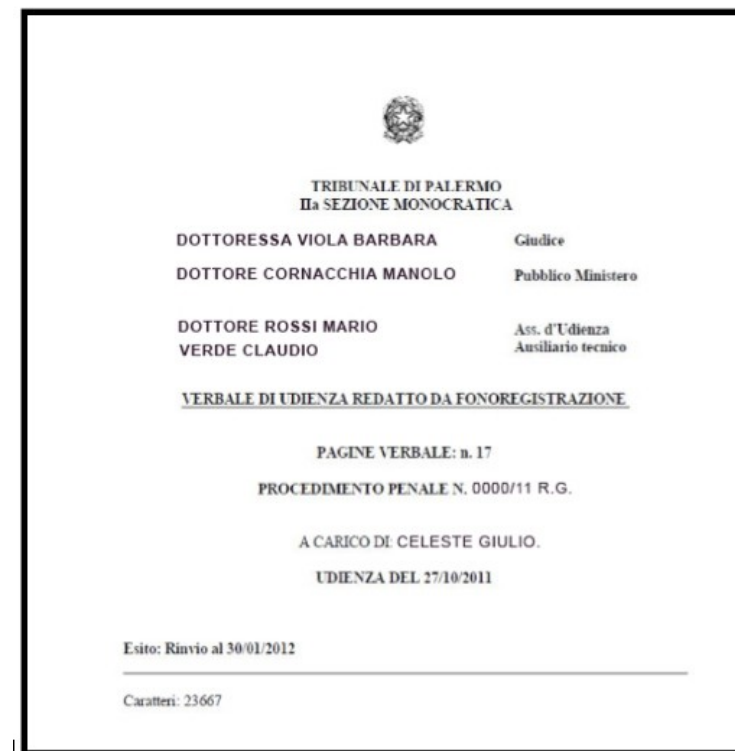 TRIBUNALE DI PALERMO
IIa SEZIONE MONOCRATICA
DOTTORESSA VIOLA BARBARA Giudice
DOTTORE CORNACCHIA MANOLO Pubblico Ministero
DOTTORE ROSSI MARIO Ass. d'Udienza
VERDE CLAUDIO Ausiliario tecnico
VERBALE DI UDIENZA REDATTO DA FONOREGISTRAZIONE
PAGINE VERBALE: n. 17
PROCEDIMENTO PENALE N. 0000/11 R.G.
A CARICO DI: CELESTE GIULIO.
UDIENZA DEL 27/10/2011
Esito: Rinvio al 30/01/2012
Caratteri: 23667